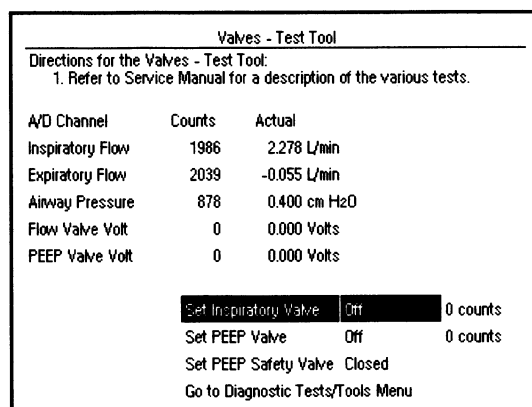 Valves - Test Tool
Directions for the Valves - Test Tool:
1. Refer to Service Manual for a description of the various tests.
A/D Channel Counts Actual
Inspiratory Flow 1986 2.278 L/min
Expiratory Flow 2039 -0.055 L/min
Airway Pressure 878 0.400 cm H2O
Flow Valve Volt 0 0.000 Volts
PEEP Valve Volt 0 0.000 Volts
Set Inspiratory Valve Off 0 counts
Set PEEP Valve Off 0 counts
Set PEEP Safety Valve Closed
Go to Diagnostic Tests/Tools Menu